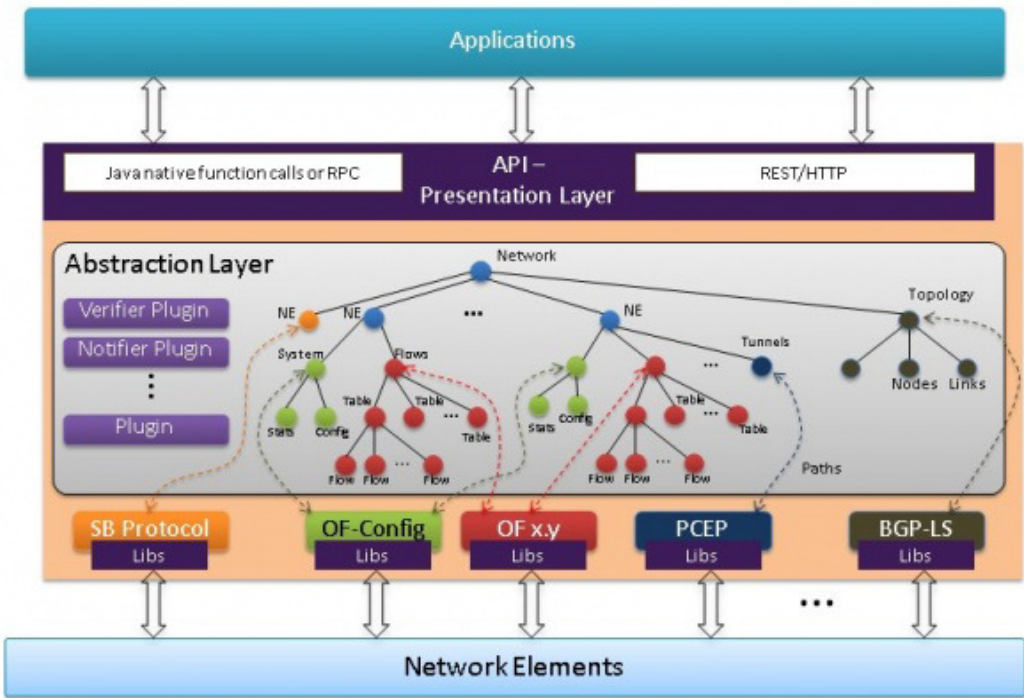 Applications
Java native function calls or RPC
API –
Presentation Layer
REST/HTTP
Abstraction Layer
Network
Topology
Verifier Plugin
NE
NE
...
NE
Notifier Plugin
System
Flows
Tunnels
...
Nodes
Links
Table
Table
...
Table
Stats
Config
Table
...
Table
Stats
Config
Plugin
Flow
Flow
...
Flow
Flow
Flow
...
Flow
Paths
SB Protocol
OF-Config
OF x.y
PCEP
BGP-LS
Libs
Libs
Libs
Libs
Libs
...
Network Elements